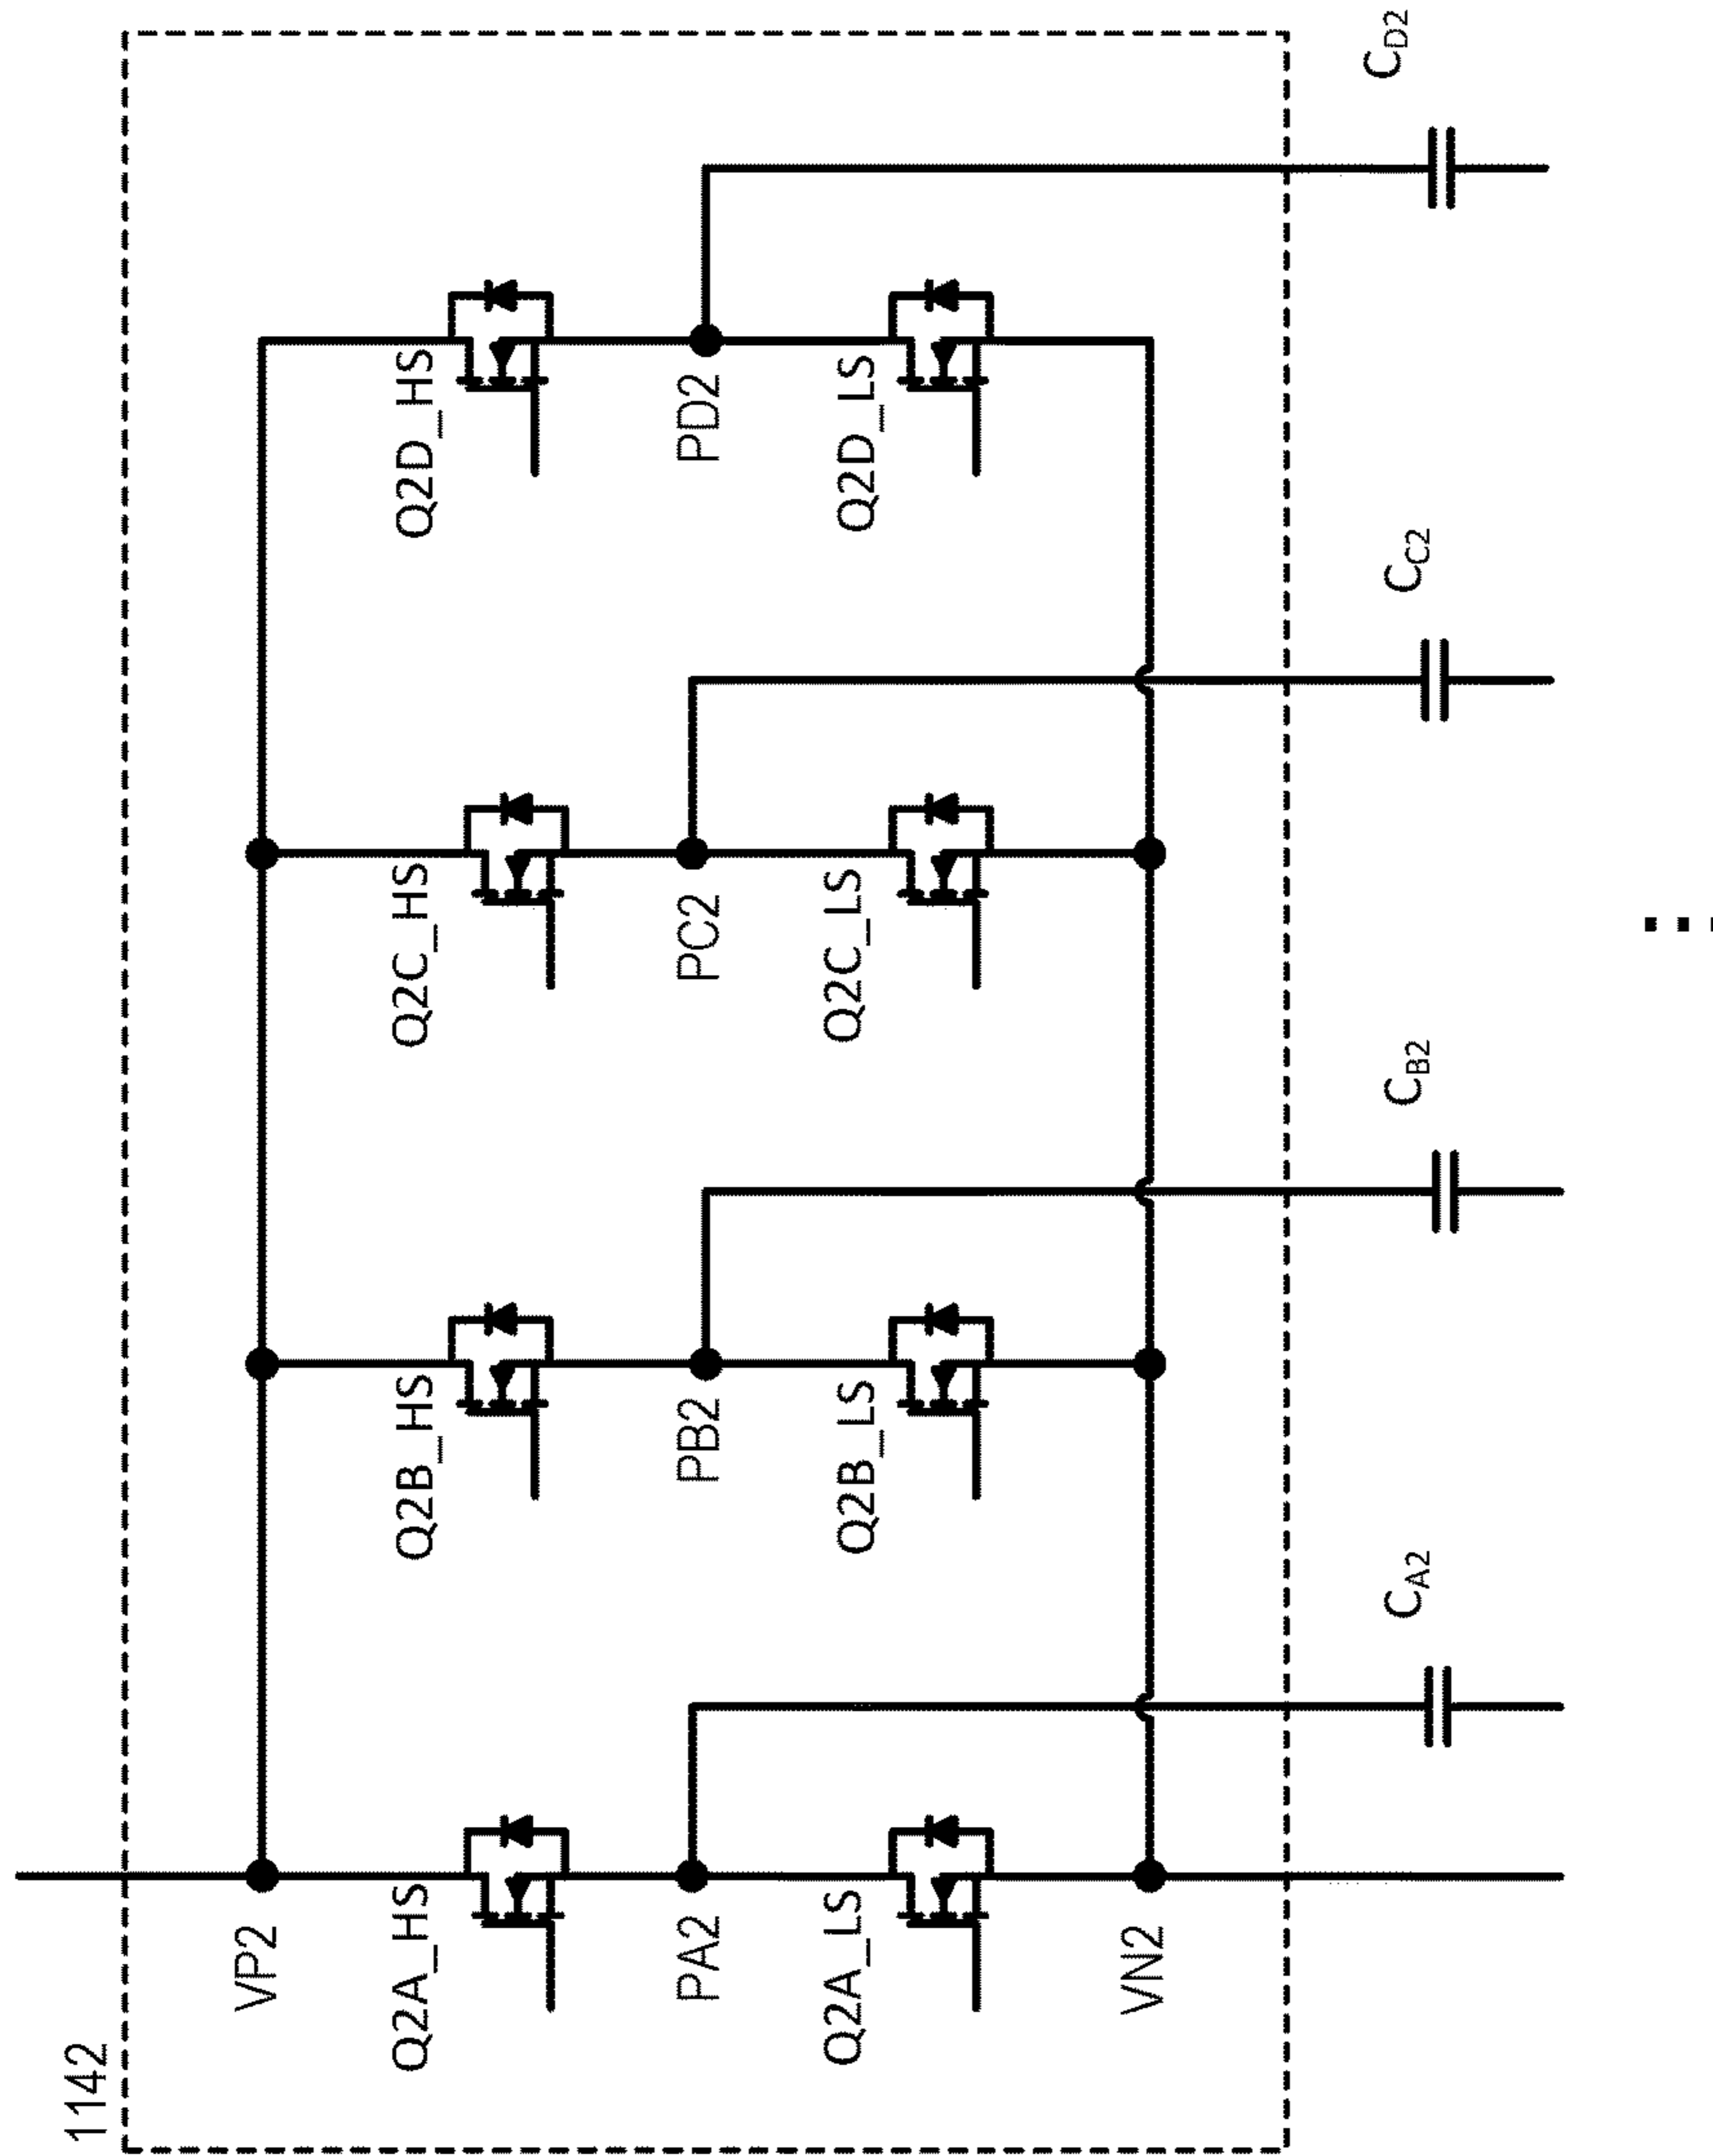 1142
VP2
Q2A_HS
Q2B_HS
Q2C_HS
Q2D_HS
PA2
PB2
PC2
PD2
Q2A_LS
Q2B_LS
Q2C_LS
Q2D_LS
VN2
CA2
CB2
CC2
CD2
...